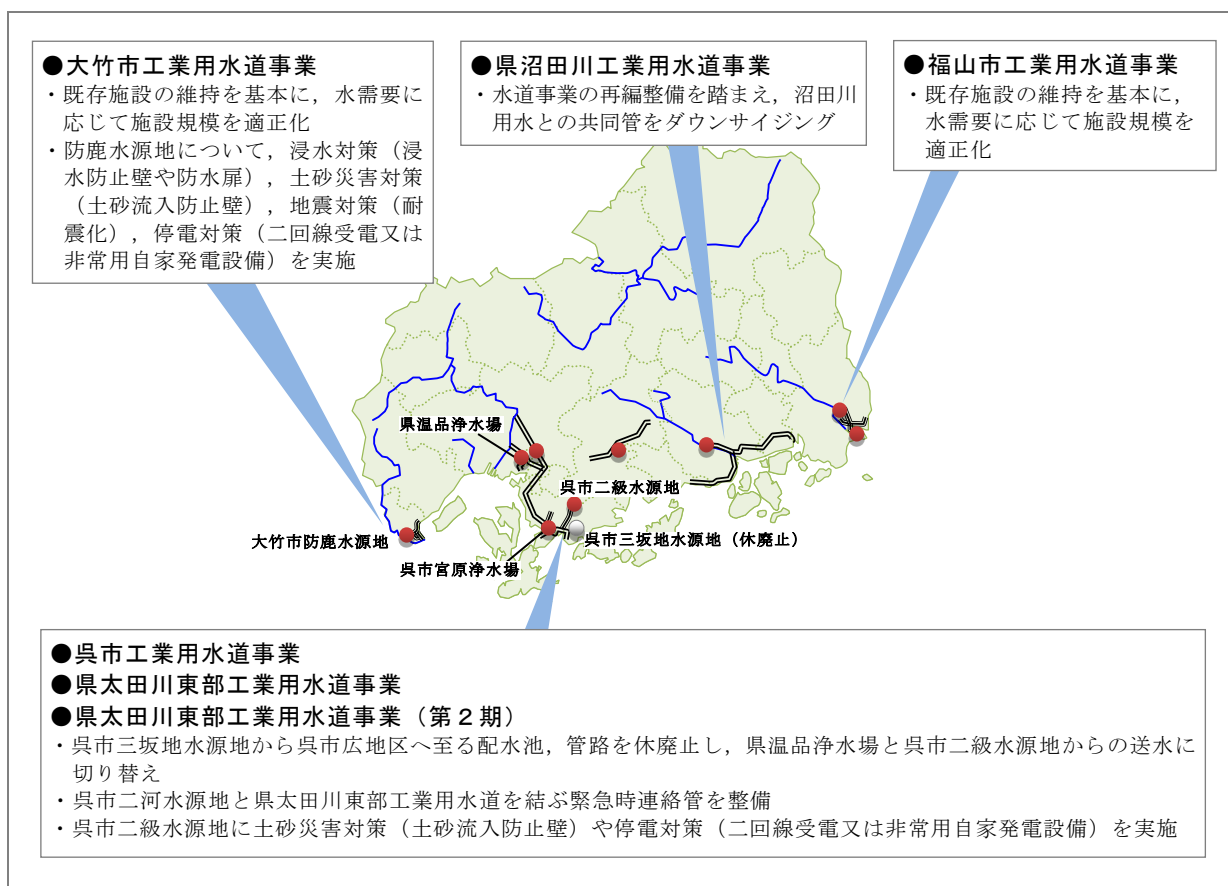 ●大竹市工業用水道事業
・既存施設の維持を基本に，水需要に
応じて施設規模を適正化
・防鹿水源地について，浸水対策（浸
水防止壁や防水扉），土砂災害対策
（土砂流入防止壁），地震対策（耐
震化），停電対策（二回線受電又は
非常用自家発電設備）を実施
●県沼田川工業用水道事業
・水道事業の再編整備を踏まえ，沼田川
用水との共同管をダウンサイジング
●福山市工業用水道事業
・既存施設の維持を基本に，
水需要に応じて施設規模を
適正化
県温品浄水場
呉市二級水源地
大竹市防鹿水源地
呉市三坂地水源地（休廃止）
呉市宮原浄水場
●呉市工業用水道事業
●県太田川東部工業用水道事業
●県太田川東部工業用水道事業（第２期）
・呉市三坂地水源地から呉市広地区へ至る配水池，管路を休廃止し，県温品浄水場と呉市二級水源地からの送水に
切り替え
・呉市二河水源地と県太田川東部工業用水道を結ぶ緊急時連絡管を整備
・呉市二級水源地に土砂災害対策（土砂流入防止壁）や停電対策（二回線受電又は非常用自家発電設備）を実施